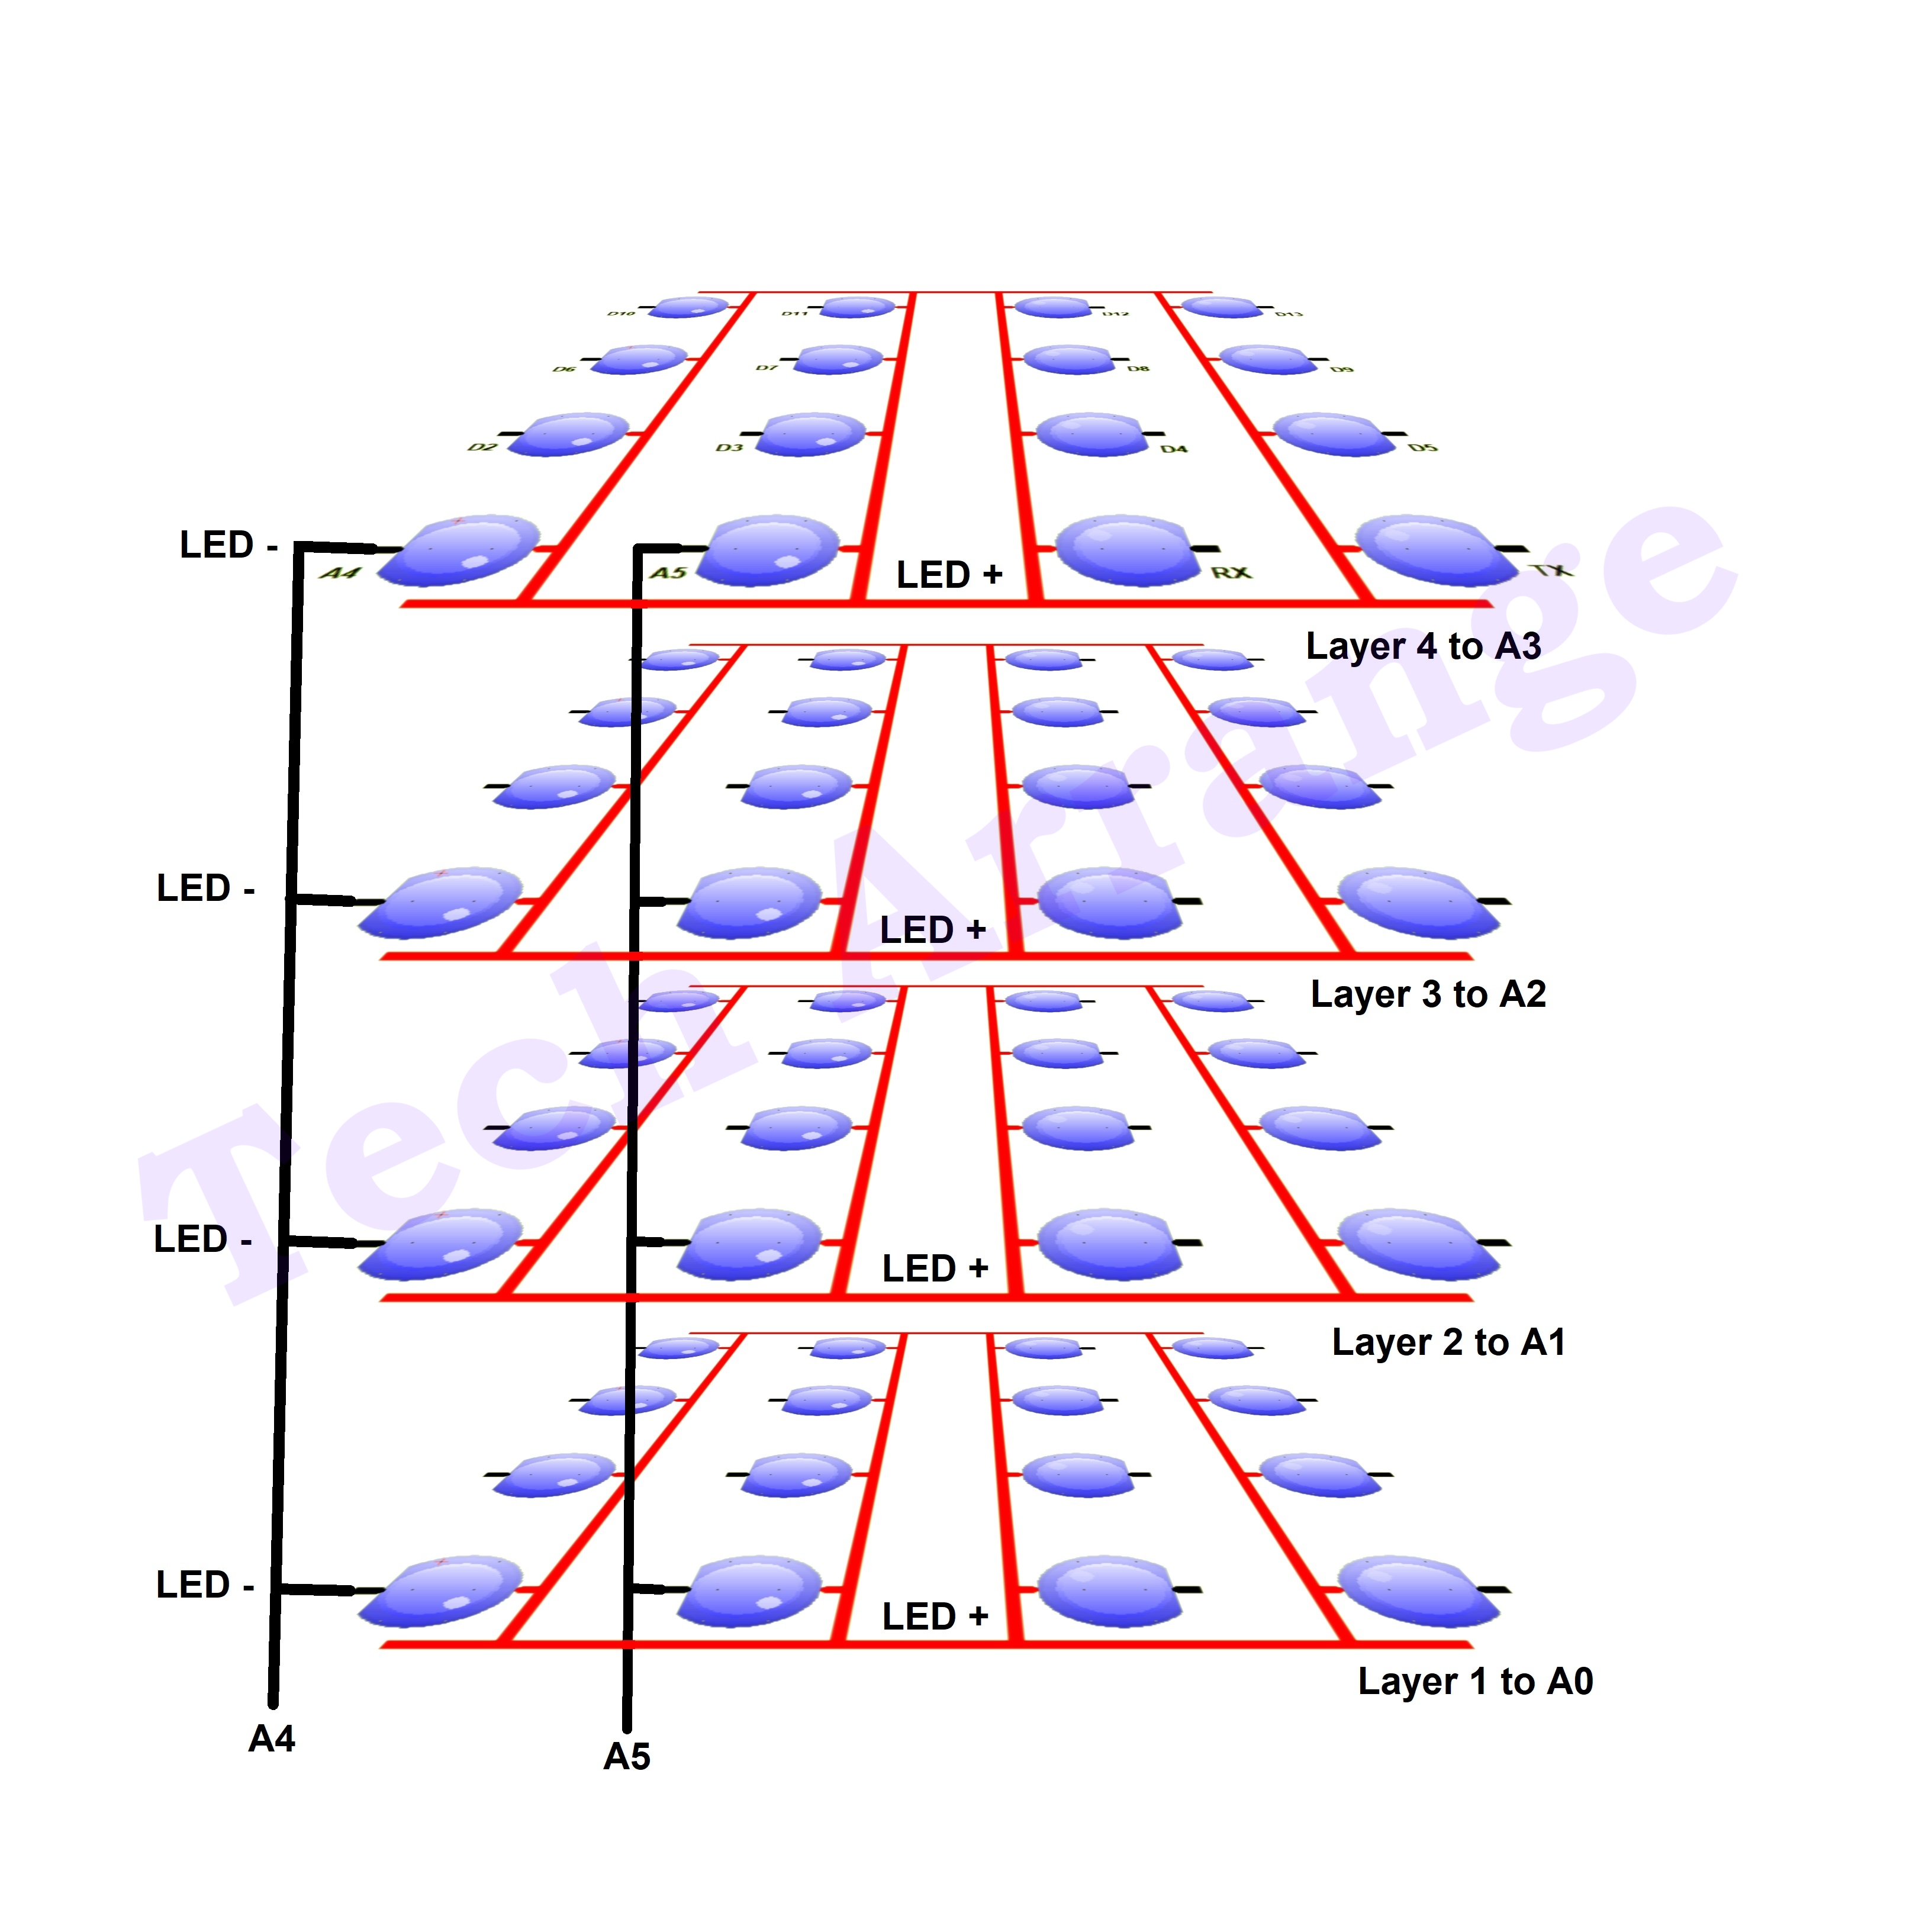 D10 D11 D12 D13
D6 D7 D8 D9
D2 D3 D4 D5
LED -
A4 A5 LED + RX TX
Layer 4 to A3
LED -
LED +
Layer 3 to A2
LED -
LED +
Layer 2 to A1
LED -
LED +
Layer 1 to A0
A4
A5
Tech Arrange